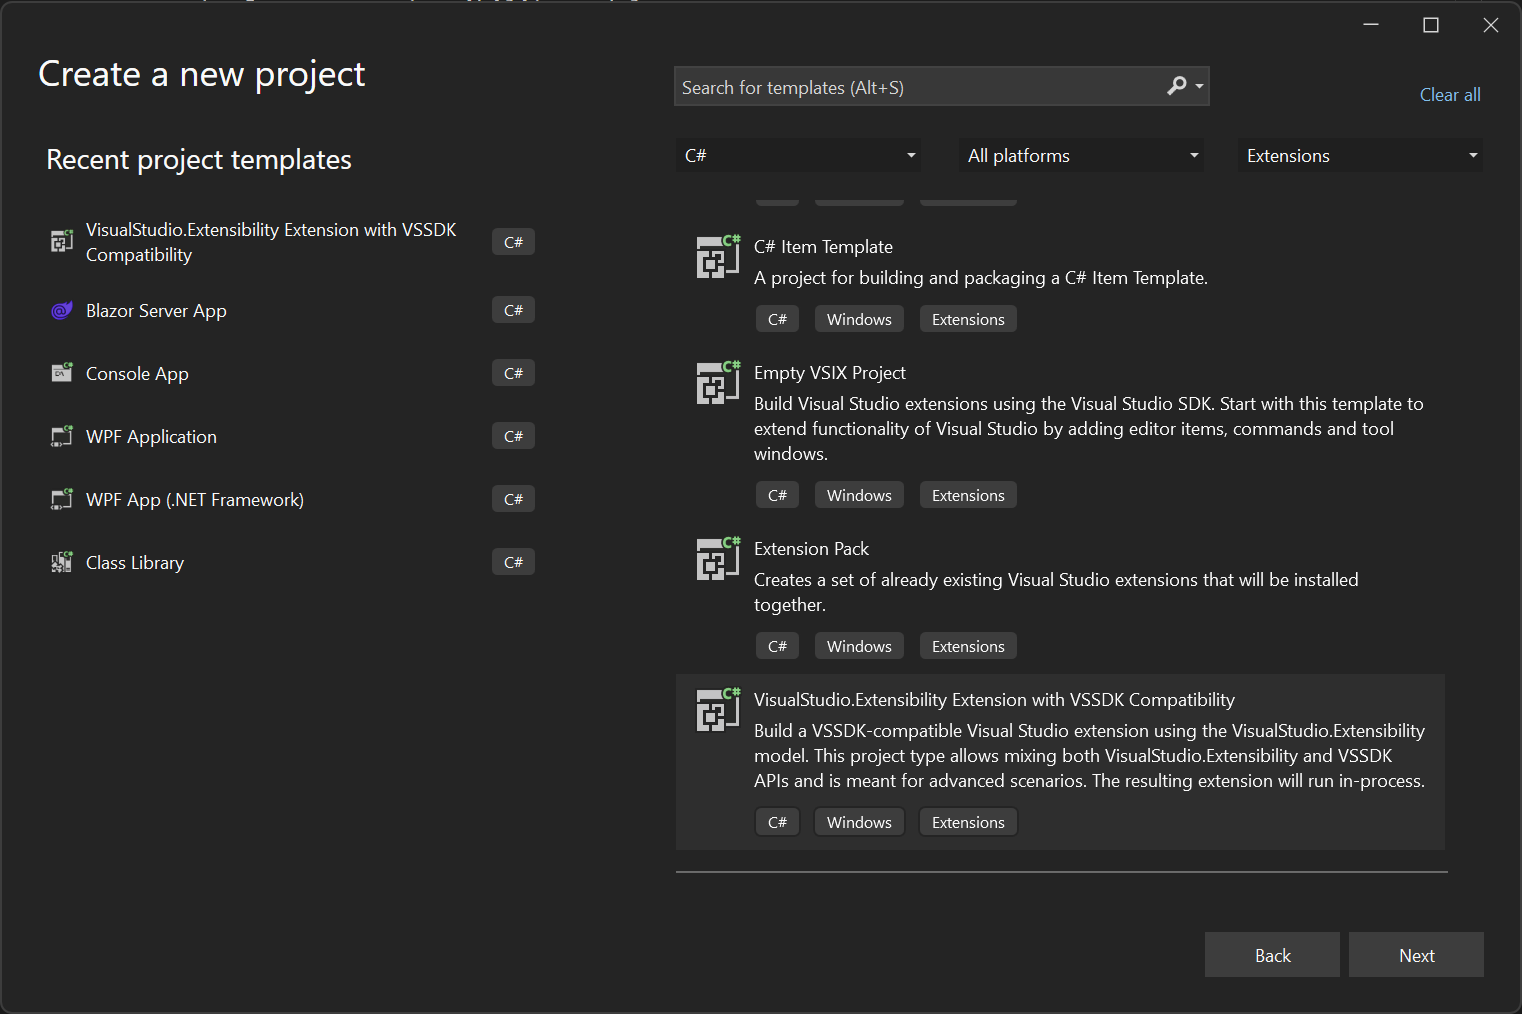 Create a new project
Search for templates (Alt+S)
Clear all
Recent project templates
C#
All platforms
Extensions
VisualStudio.Extensibility Extension with VSSDK
Compatibility
C#
Blazor Server App
C#
Console App
C#
WPF Application
C#
WPF App (.NET Framework)
C#
Class Library
C#
C# Item Template
A project for building and packaging a C# Item Template.
C# Windows Extensions
Empty VSIX Project
Build Visual Studio extensions using the Visual Studio SDK. Start with this template to
extend functionality of Visual Studio by adding editor items, commands and tool
windows.
C# Windows Extensions
Extension Pack
Creates a set of already existing Visual Studio extensions that will be installed
together.
C# Windows Extensions
VisualStudio.Extensibility Extension with VSSDK Compatibility
Build a VSSDK-compatible Visual Studio extension using the VisualStudio.Extensibility
model. This project type allows mixing both VisualStudio.Extensibility and VSSDK
APIs and is meant for advanced scenarios. The resulting extension will run in-process.
C# Windows Extensions
Back
Next